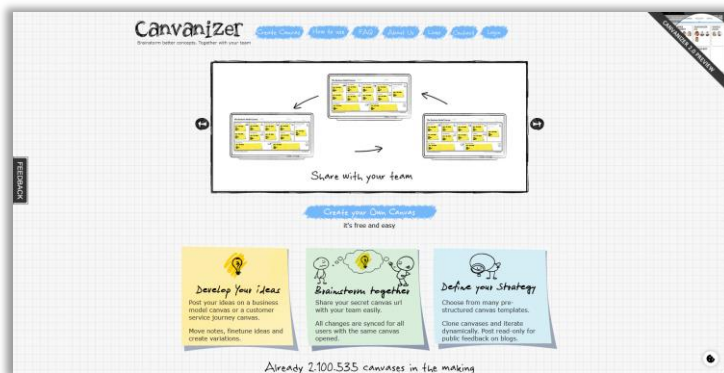 Canvanizer
Brainstorm better concepts. Together with your team
Create Canvas
How to use
FAQ
About Us
Login
CANVANIZER 2.0 PREVIEW
FEEDBACK
Share with your team
Create your Own Canvas
it's free and easy
Develop Your ideas
Post your ideas on a business
model canvas or a customer
service journey canvas.
Move notes, finetune ideas and
create variations.
Brainstorm together
Share your secret canvas url
with your team easily.
All changes are synced for all
users with the same canvas
opened.
Define your Strategy
Choose from many pre-
structured canvas templates.
Clone canvases and iterate
dynamically. Post read-only for
public feedback on blogs.
Already 2.100.535 canvases in the making